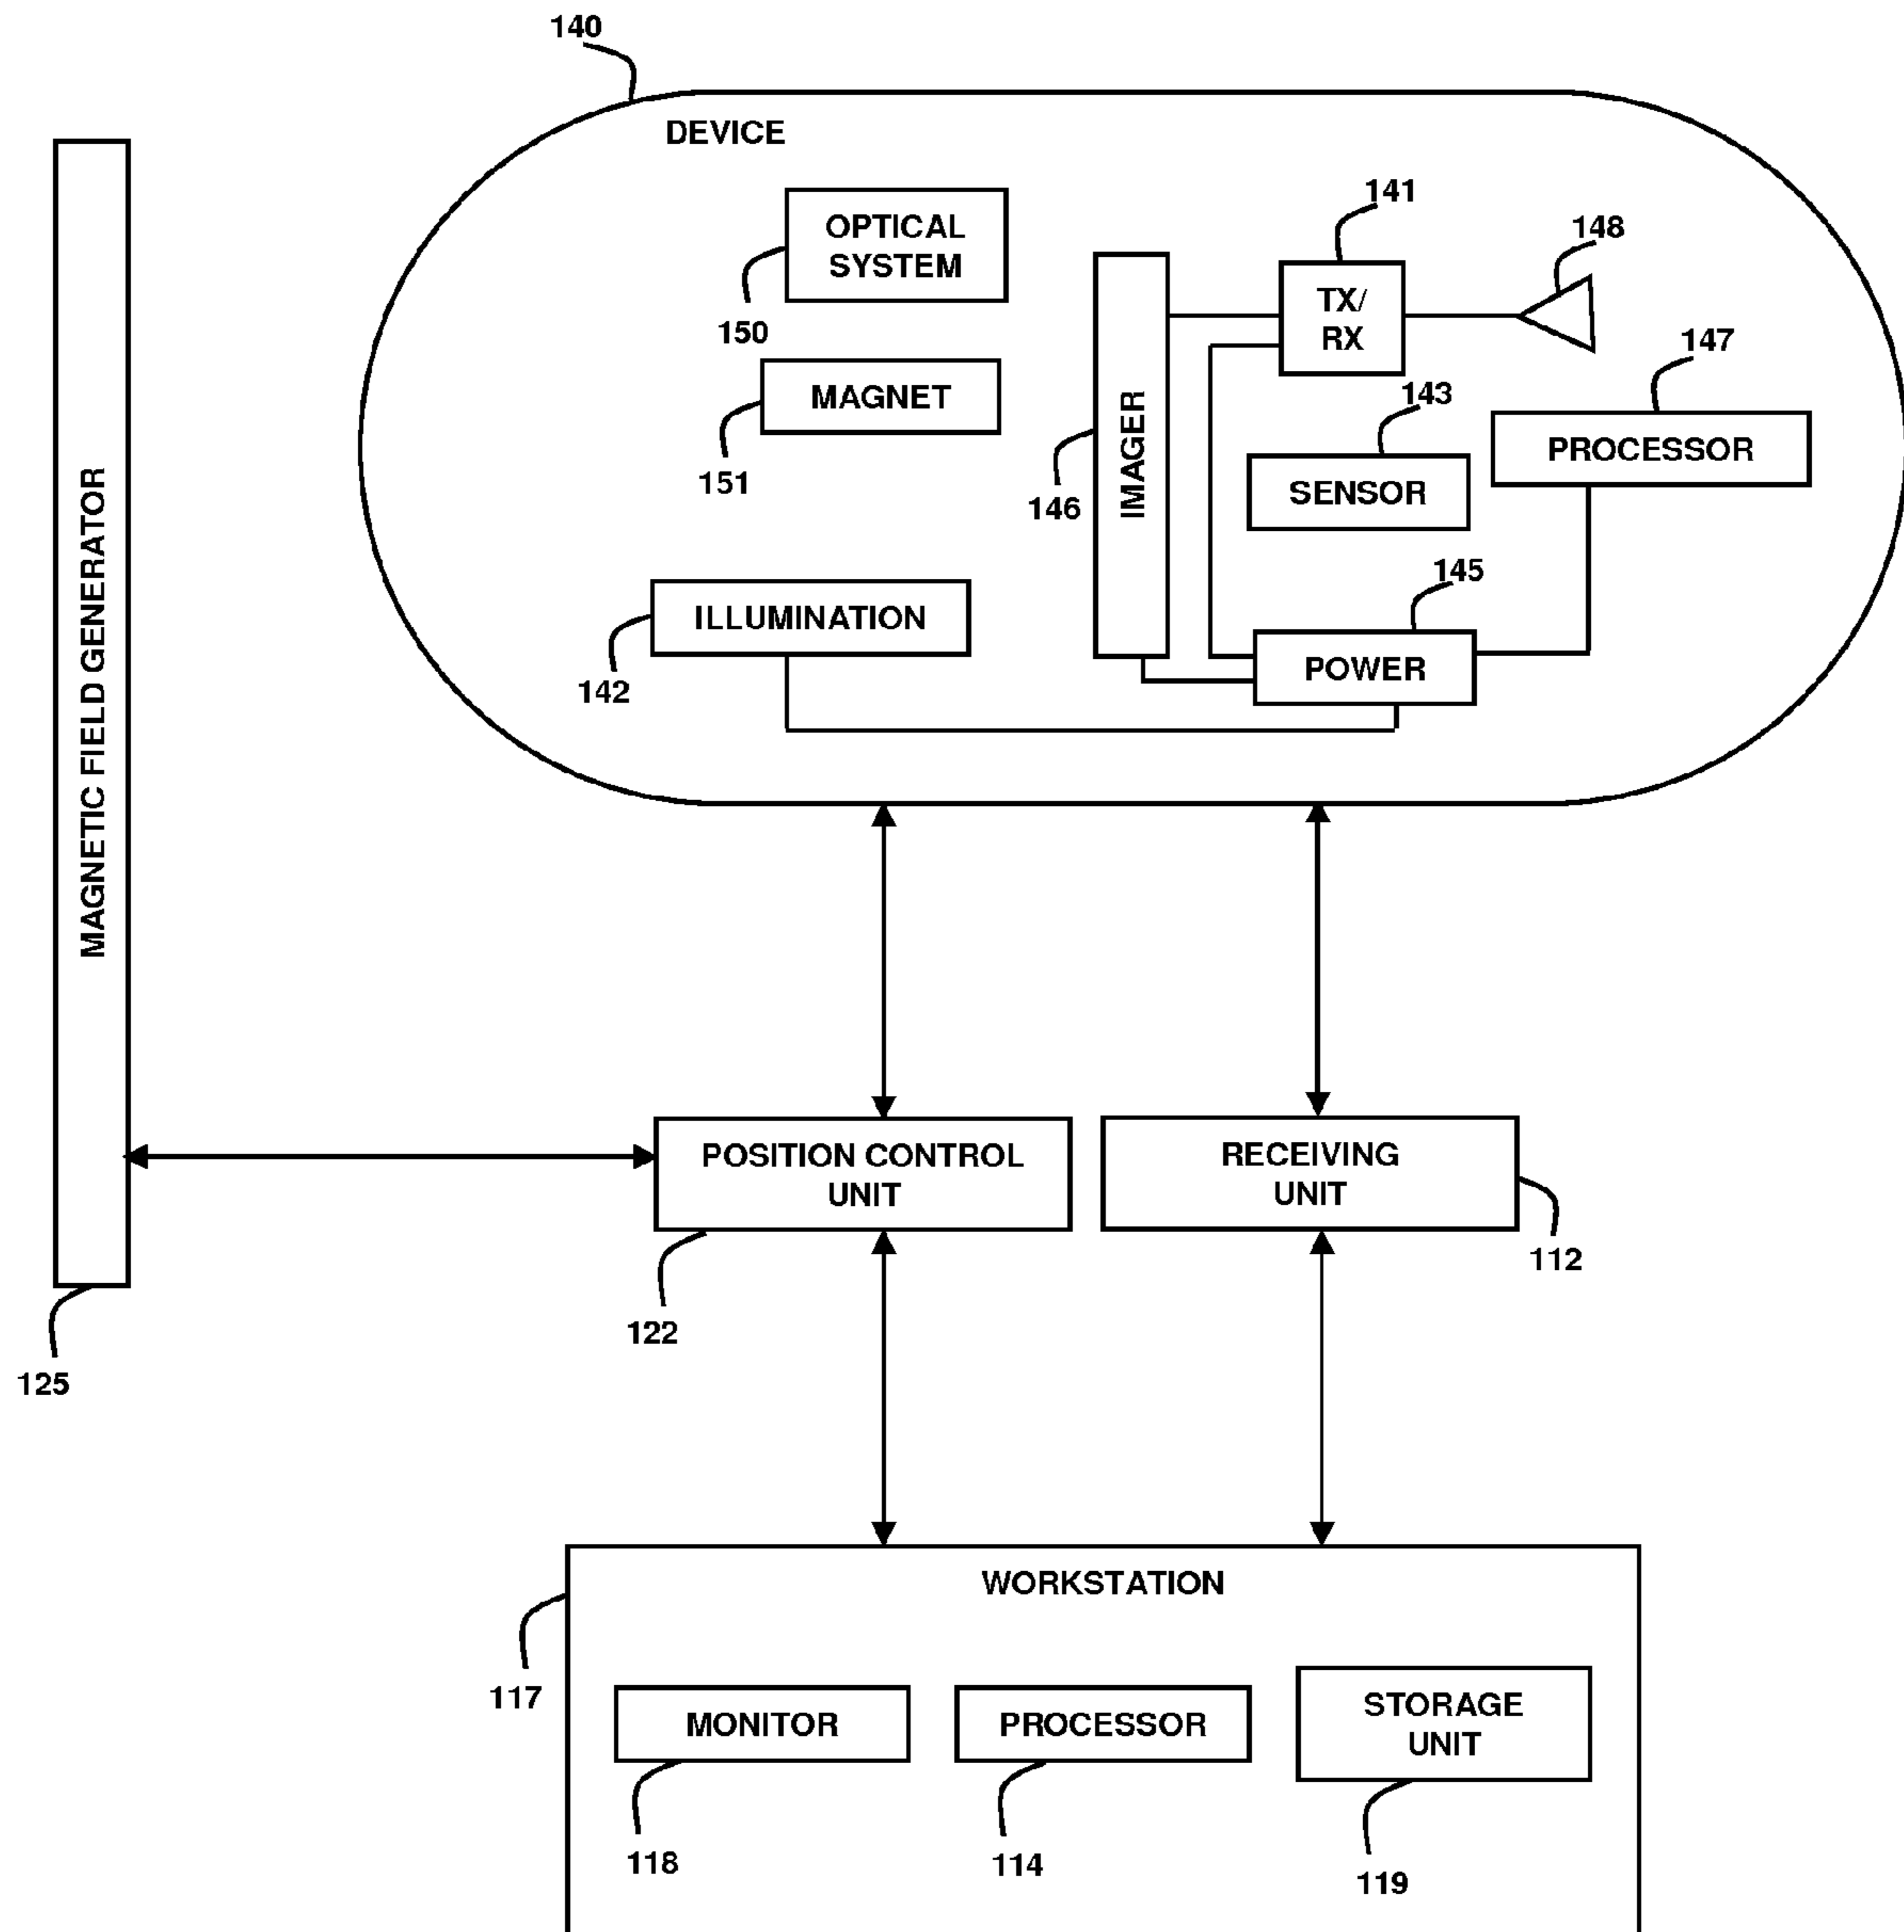 140
DEVICE
141
OPTICAL
SYSTEM
148
150
TX/
RX
147
MAGNET
151
143
PROCESSOR
IMAGER
146
SENSOR
MAGNETIC FIELD GENERATOR
145
ILLUMINATION
142
POWER
POSITION CONTROL
UNIT
RECEIVING
UNIT
112
122
125
WORKSTATION
117
MONITOR
PROCESSOR
STORAGE
UNIT
118
114
119